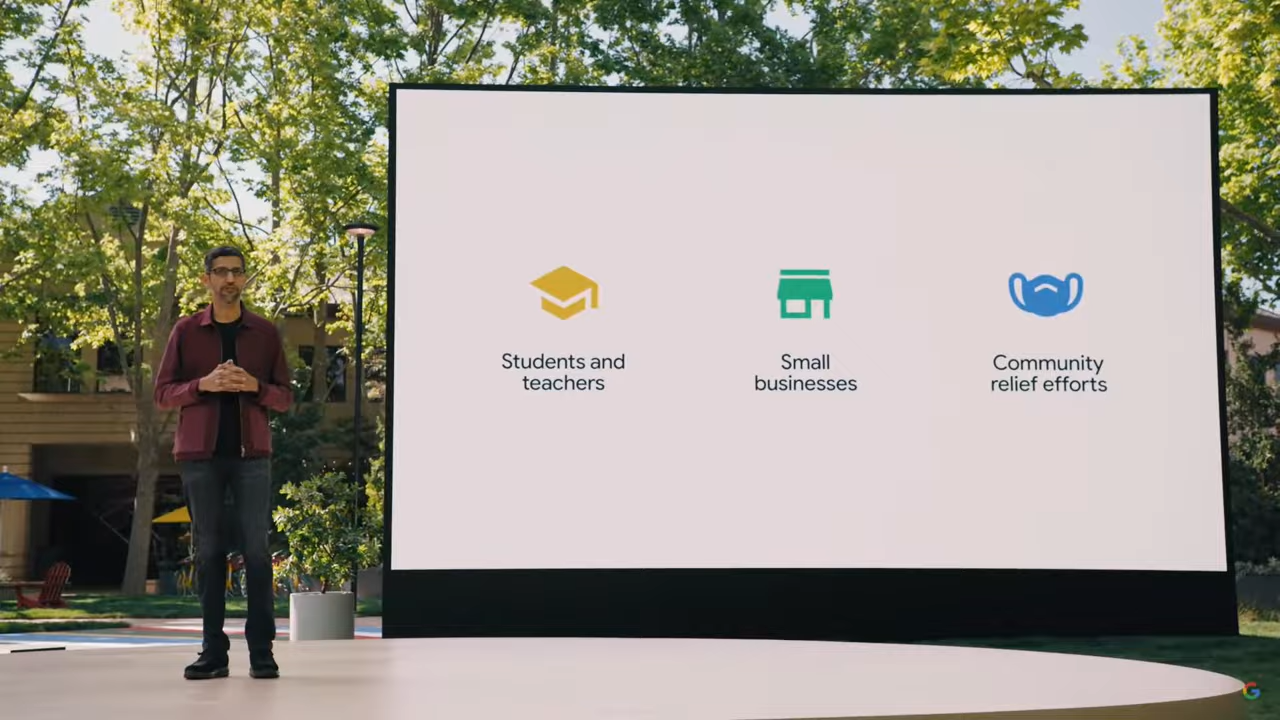 Students and
teachers
Small
businesses
Community
relief efforts